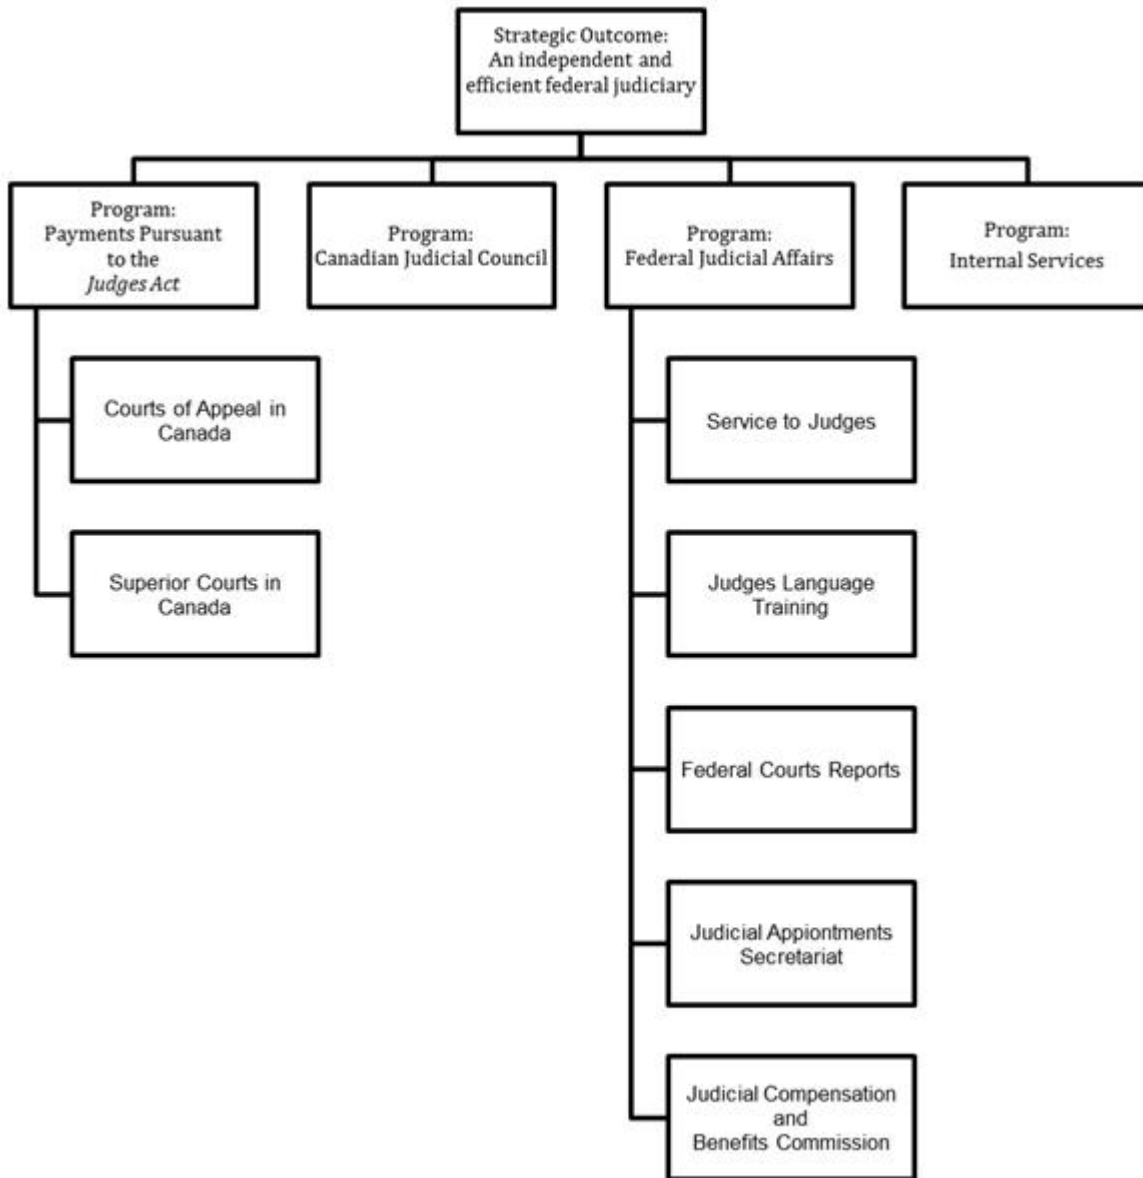 Strategic Outcome:
An independent and
efficient federal judiciary
Program:
Payments Pursuant
to the
Judges Act
Program:
Canadian Judicial Council
Program:
Federal Judicial Affairs
Program:
Internal Services
Courts of Appeal in
Canada
Superior Courts in
Canada
Service to Judges
Judges Language
Training
Federal Courts Reports
Judicial Appiontments
Secretariat
Judicial Compensation
and
Benefits Commission